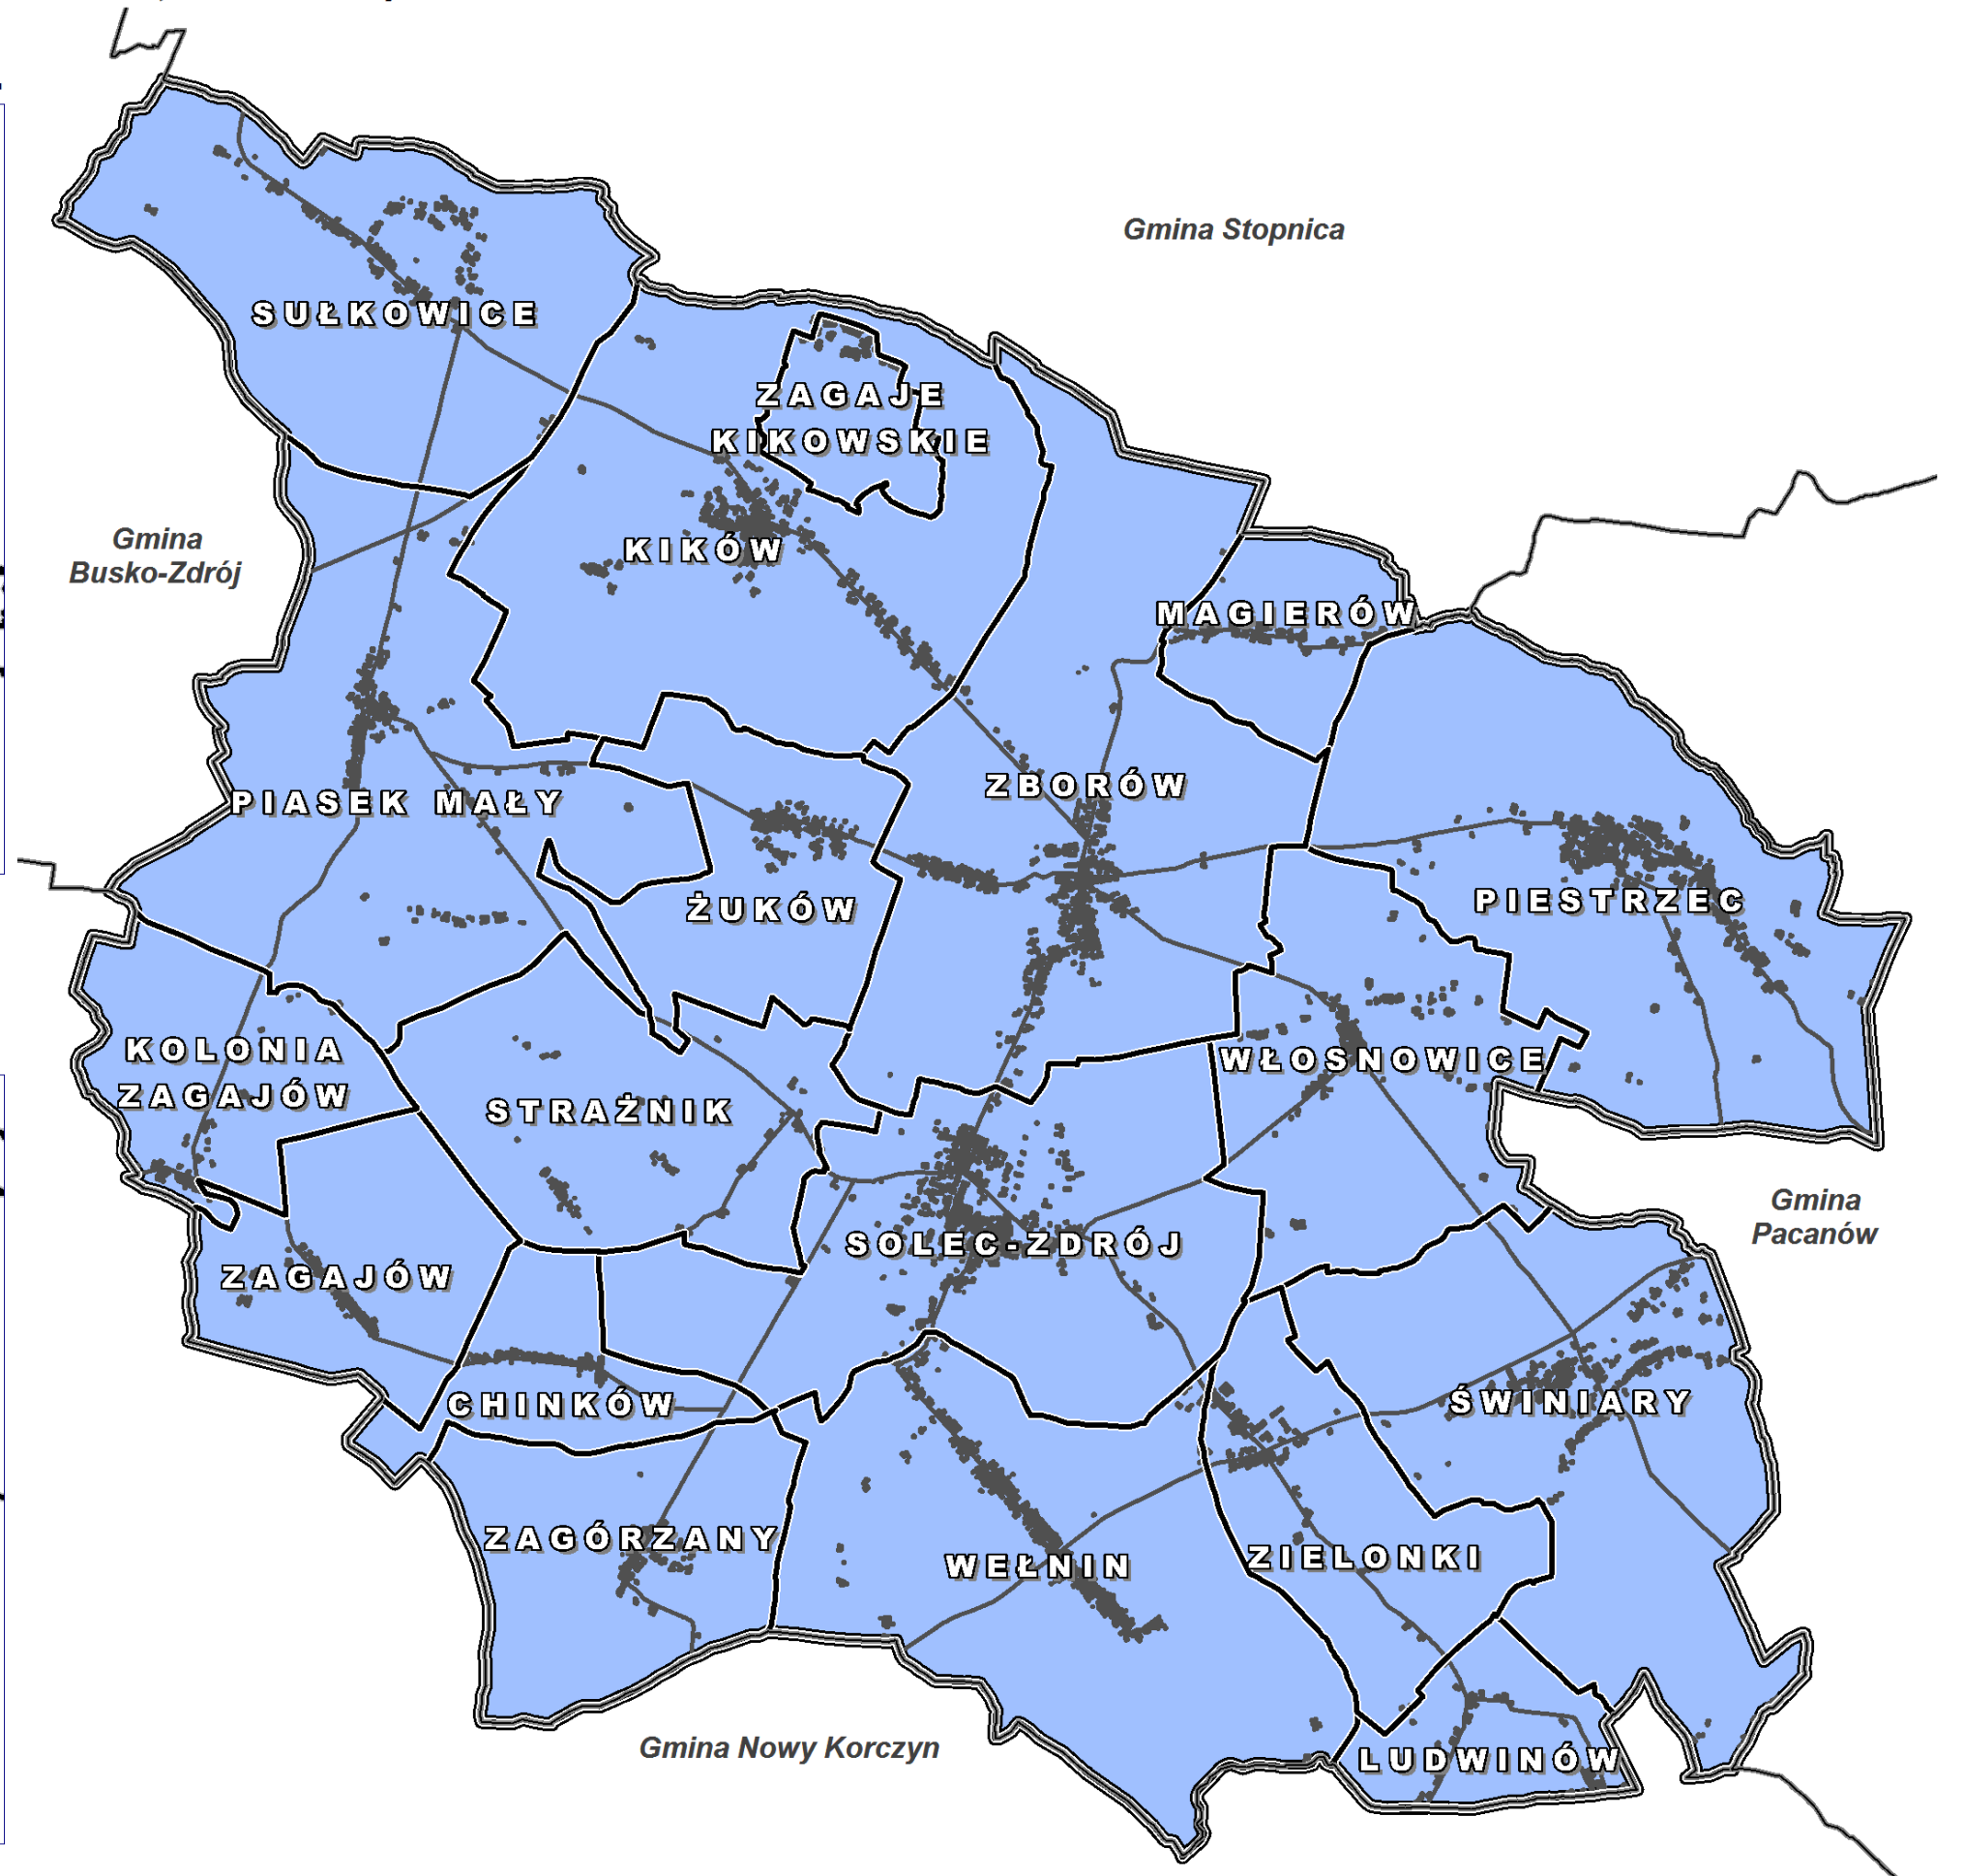 Gmina Stopnica
SUŁKOWICE
ZAGAJE
KIKOWSKIE
Gmina
Busko-Zdrój
KIKÓW
MAGIERÓW
ZBORÓW
PIASEK MAŁY
PIESTRZEC
ŻUKÓW
KOLONIA
ZAGAJÓW
WŁOSNOWICE
STRAŻNIK
Gmina
Pacanów
SOLEC-ZDRÓJ
ZAGAJÓW
CHINKÓW
ŚWINIARY
ZAGÓRZANY
WEŁNIN
ZIELONKI
Gmina Nowy Korczyn
LUDWINÓW